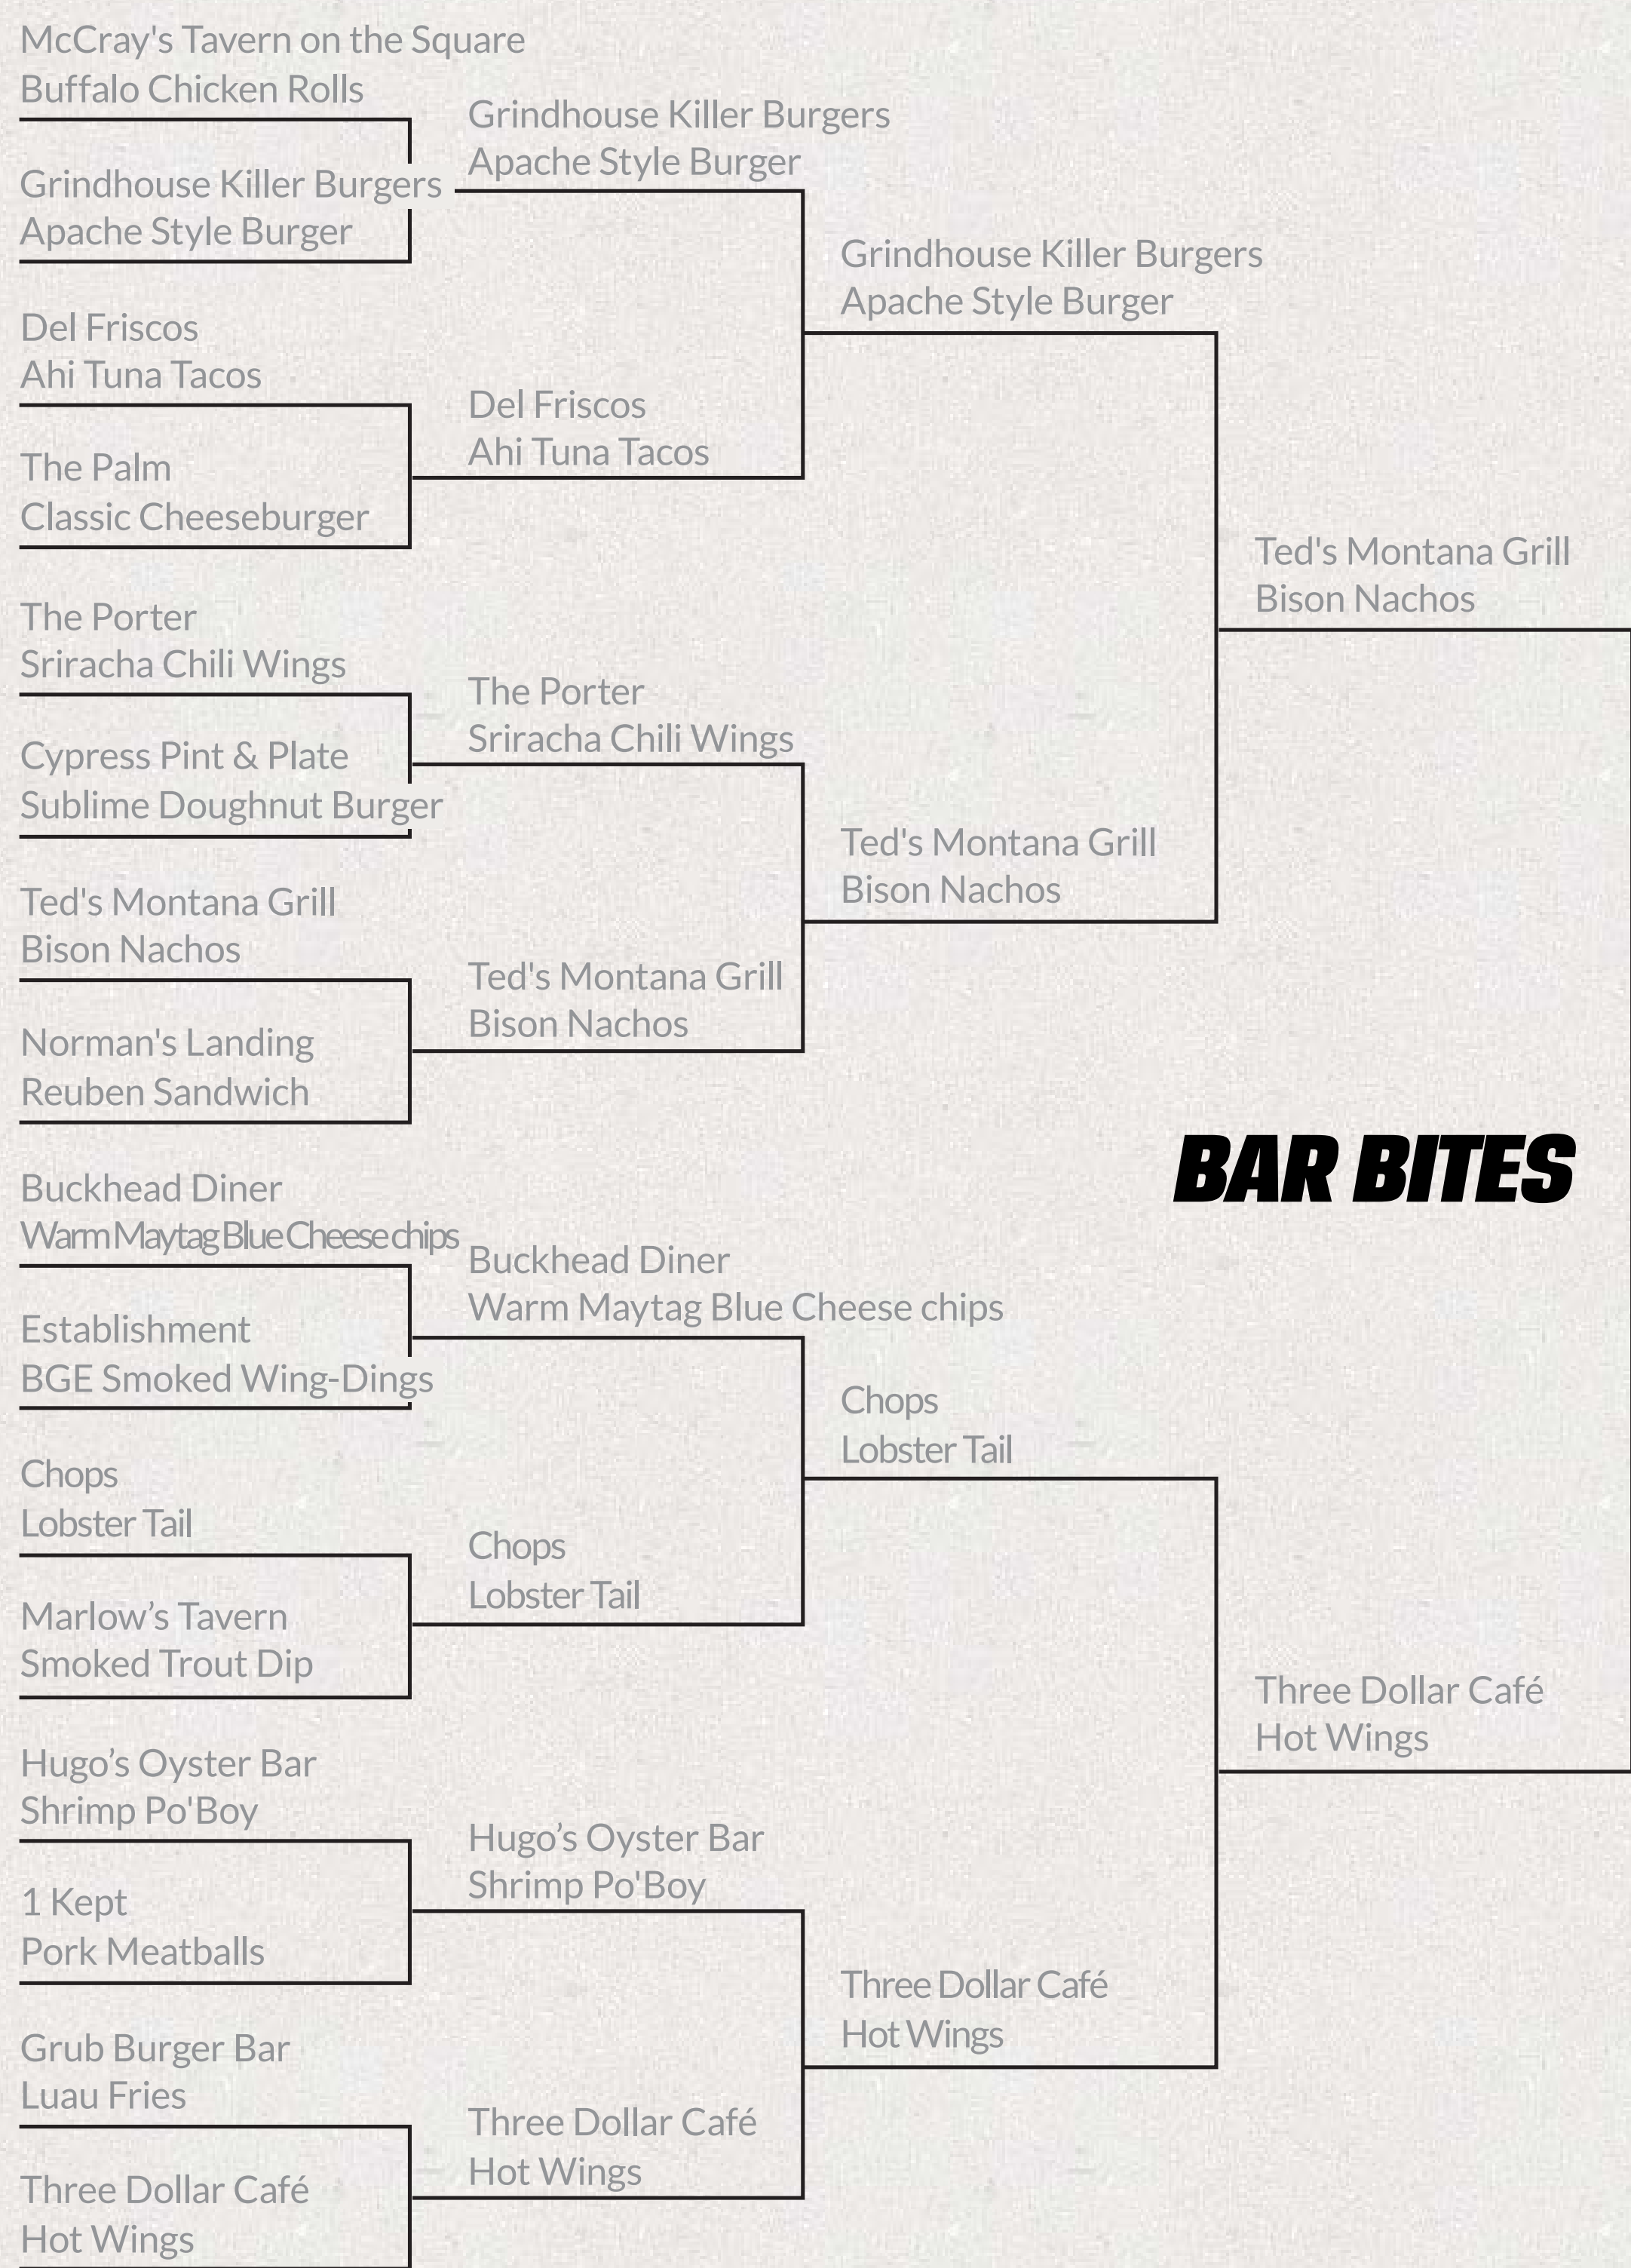 McCray's Tavern on the Square
Buffalo Chicken Rolls
Grindhouse Killer Burgers
Apache Style Burger
Del Friscos
Ahi Tuna Tacos
The Palm
Classic Cheeseburger
The Porter
Sriracha Chili Wings
Cypress Pint & Plate
Sublime Doughnut Burger
Ted's Montana Grill
Bison Nachos
Norman's Landing
Reuben Sandwich
Buckhead Diner
Warm Maytag Blue Cheese chips
Establishment
BGE Smoked Wing-Dings
Chops
Lobster Tail
Marlow’s Tavern
Smoked Trout Dip
Hugo’s Oyster Bar
Shrimp Po'Boy
1 Kept
Pork Meatballs
Grub Burger Bar
Luau Fries
Three Dollar Café
Hot Wings
Grindhouse Killer Burgers
Apache Style Burger
Del Friscos
Ahi Tuna Tacos
The Porter
Sriracha Chili Wings
Ted's Montana Grill
Bison Nachos
Buckhead Diner
Warm Maytag Blue Cheese chips
Chops
Lobster Tail
Hugo’s Oyster Bar
Shrimp Po'Boy
Three Dollar Café
Hot Wings
Grindhouse Killer Burgers
Apache Style Burger
Ted's Montana Grill
Bison Nachos
Chops
Lobster Tail
Three Dollar Café
Hot Wings
Ted's Montana Grill
Bison Nachos
BAR BITES
Three Dollar Café
Hot Wings